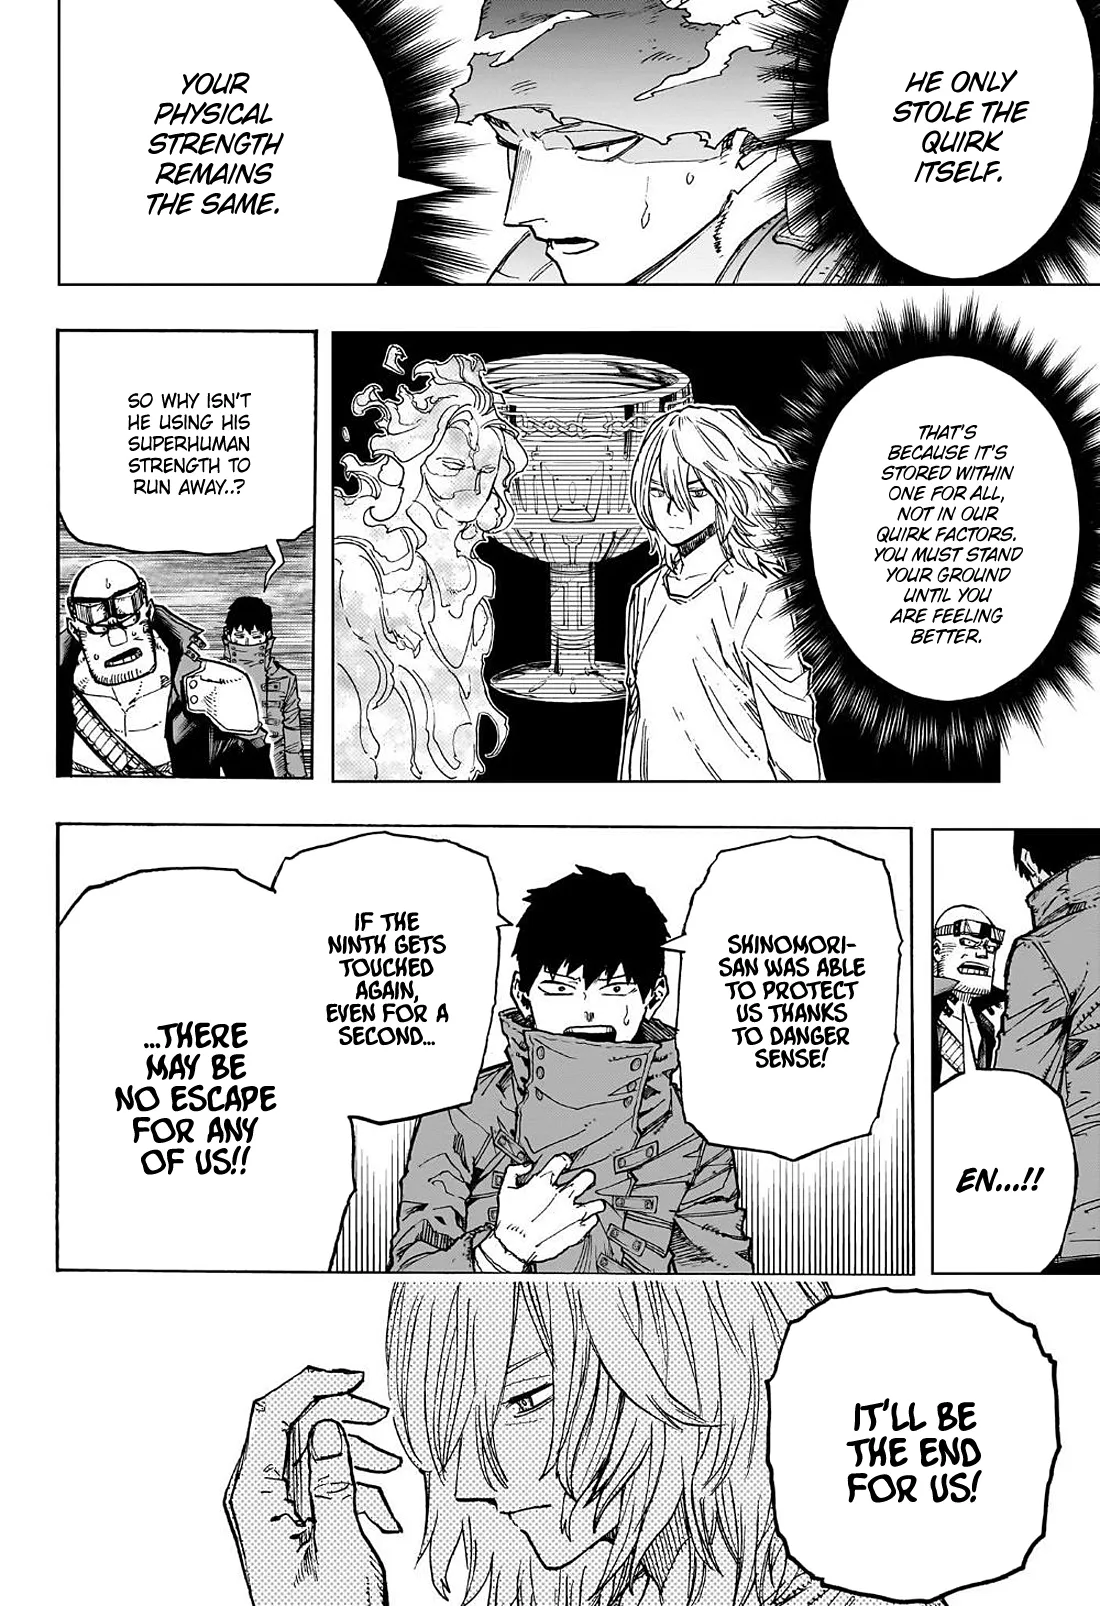 HE ONLY
STOLE THE
QUIRK
ITSELF.
YOUR
PHYSICAL
STRENGTH
REMAINS
THE SAME.
THAT'S
BECAUSE IT'S
STORED WITHIN
ONE FOR ALL,
NOT IN OUR
QUIRK FACTORS.
YOU MUST STAND
YOUR GROUND
UNTIL YOU
ARE FEELING
BETTER.
SO WHY ISN'T
HE USING HIS
SUPERHUMAN
STRENGTH TO
RUN AWAY..?
EN...!!
SHINOMORI-
SAN WAS ABLE
TO PROTECT
US THANKS
TO DANGER
SENSE!
IF THE
NINTH GETS
TOUCHED
AGAIN,
EVEN FOR A
SECOND...
...THERE
MAY BE
NO ESCAPE
FOR ANY
OF US!!
IT'LL BE
THE END
FOR US!